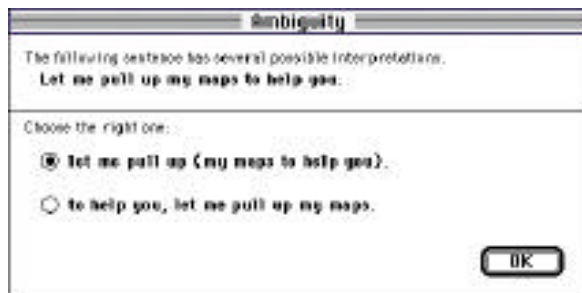 Ambiguity
The following sentence has several possible interpretations.
Let me pull up my maps to help you.
Choose the right one:
let me pull up (my maps to help you).
to help you, let me pull up my maps.
OK